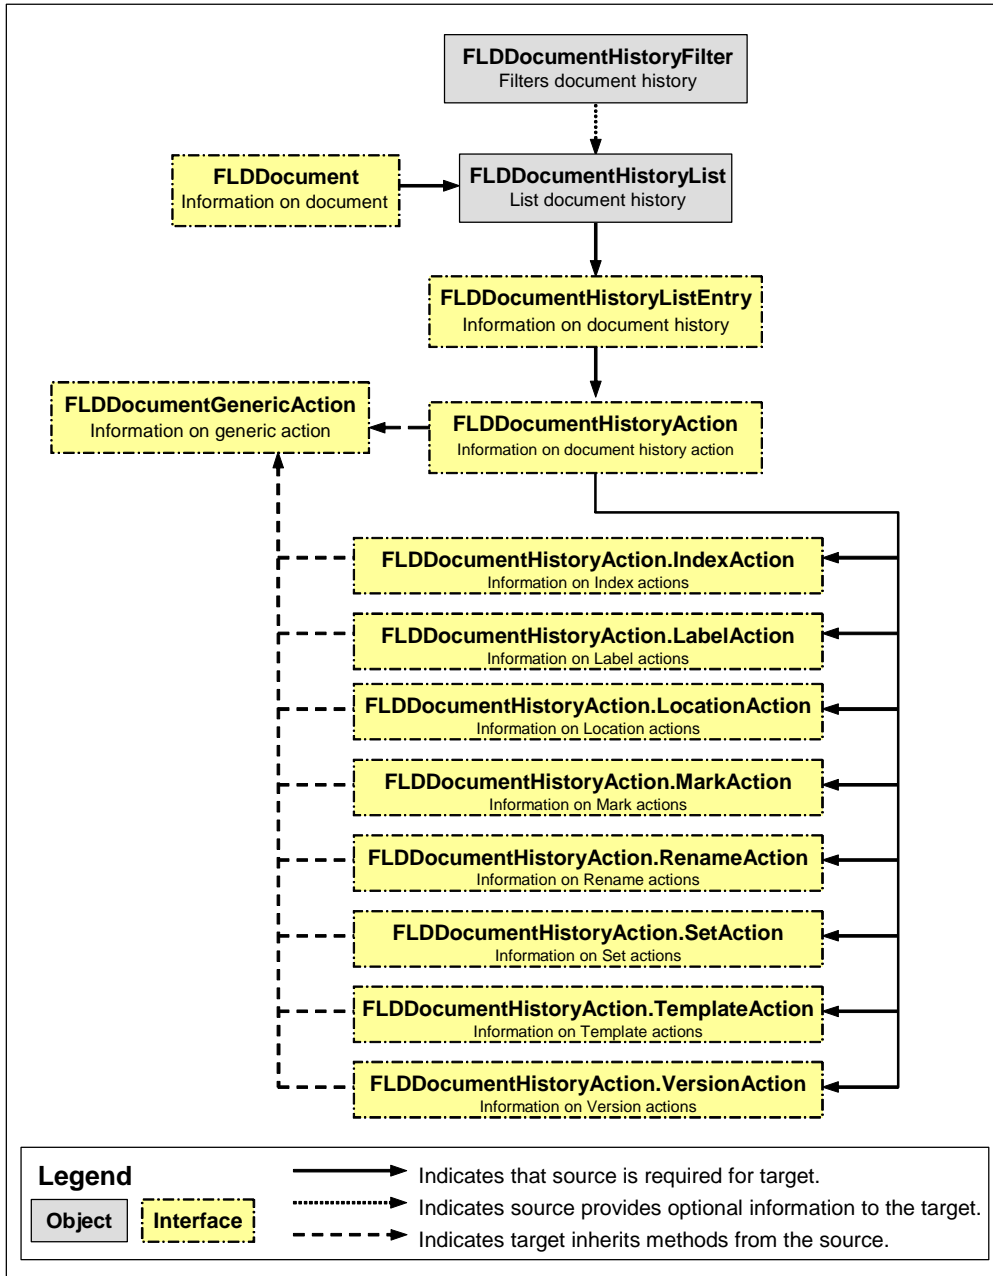 FLDDocumentHistoryFilter
Filters document history
FLDDocument
Information on document
FLDDocumentHistoryList
List document history
FLDDocumentHistoryListEntry
Information on document history
FLDDocumentGenericAction
Information on generic action
FLDDocumentHistoryAction
Information on document history action
FLDDocumentHistoryAction.IndexAction
Information on Index actions
FLDDocumentHistoryAction.LabelAction
Information on Label actions
FLDDocumentHistoryAction.LocationAction
Information on Location actions
FLDDocumentHistoryAction.MarkAction
Information on Mark actions
FLDDocumentHistoryAction.RenameAction
Information on Rename actions
FLDDocumentHistoryAction.SetAction
Information on Set actions
FLDDocumentHistoryAction.TemplateAction
Information on Template actions
FLDDocumentHistoryAction.VersionAction
Information on Version actions
Legend
Object
Interface
Indicates that source is required for target.
Indicates source provides optional information to the target.
Indicates target inherits methods from the source.